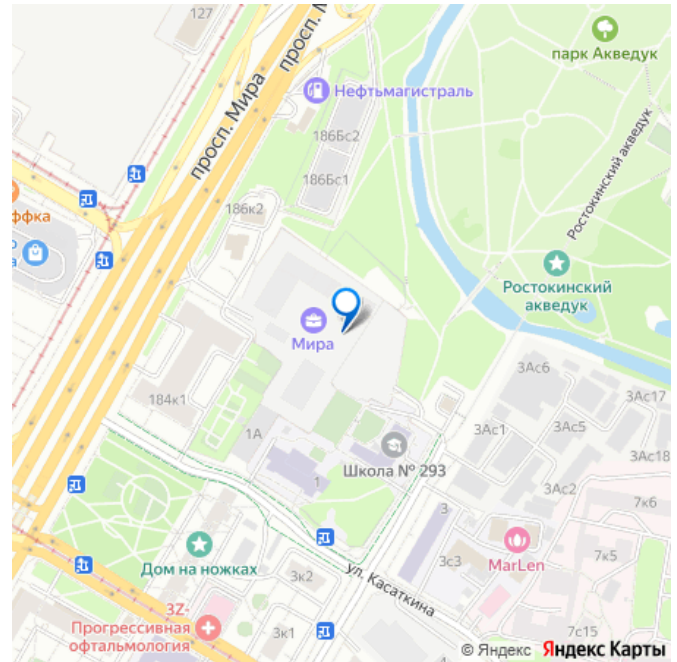 127
просп. Мира
просп. М
парк Акведук
Нефтьмагистраль
186Бс2
186Бс1
Ростокинский акведук
186к2
ффка
о
а
Ростокинский
акведук
Мира
3Ас6
3Ас17
184к1
1А
3Ас1
3Ас5
3Ас18
Школа № 293
3Ас2
1
7к6
3
Дом на ножках
3к2
ул. Касаткина
3с3
MarLen
7к5
3Z-
Прогрессивная
офтальмология
3к1
7с15
© Яндекс Яндекс Карты